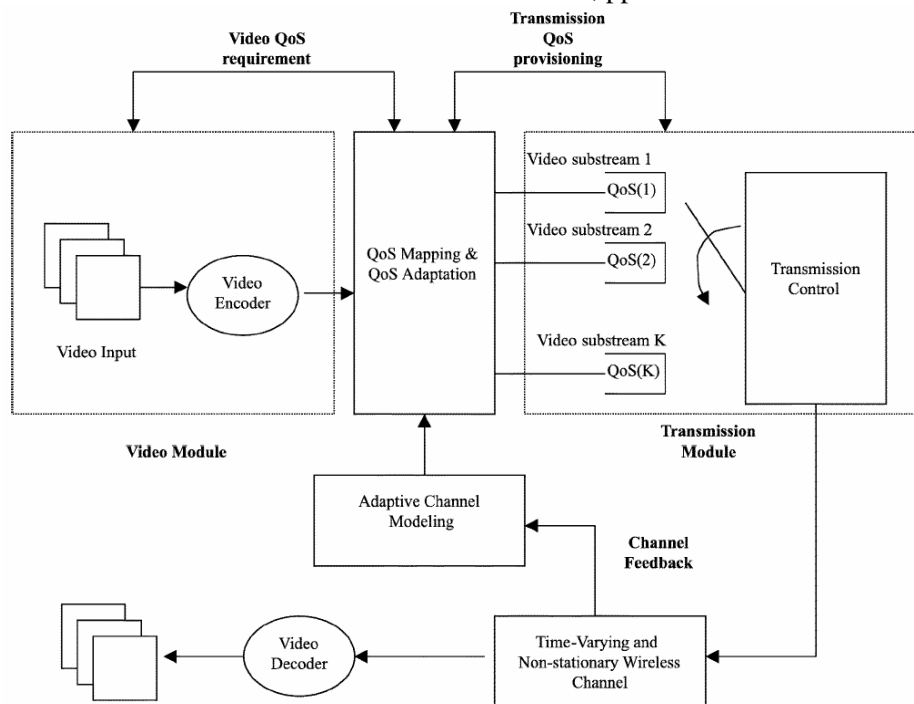 Transmission
QoS
provisioning
Video QoS
requirement
Video substream 1
QoS(1)
Video substream 2
QoS(2)
Video substream K
QoS(K)
Video Encoder
Video Input
QoS Mapping &
QoS Adaptation
Transmission
Control
Video Module
Transmission
Module
Adaptive Channel
Modeling
Channel
Feedback
Video
Decoder
Time-Varying and
Non-stationary Wireless
Channel